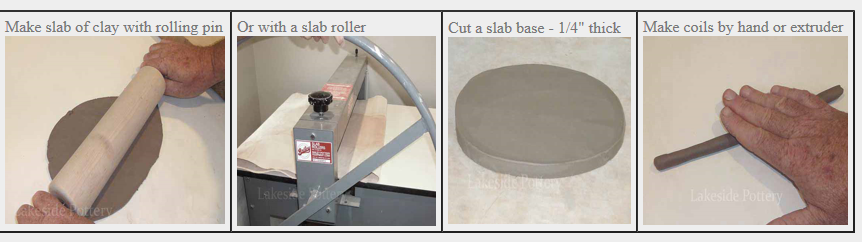 Make slab of clay with rolling pin
Or with a slab roller
Cut a slab base - 1/4" thick
Make coils by hand or extruder
Lakeside Pottery
Lakeside Pottery
Lakeside Pottery
Lakeside Pottery